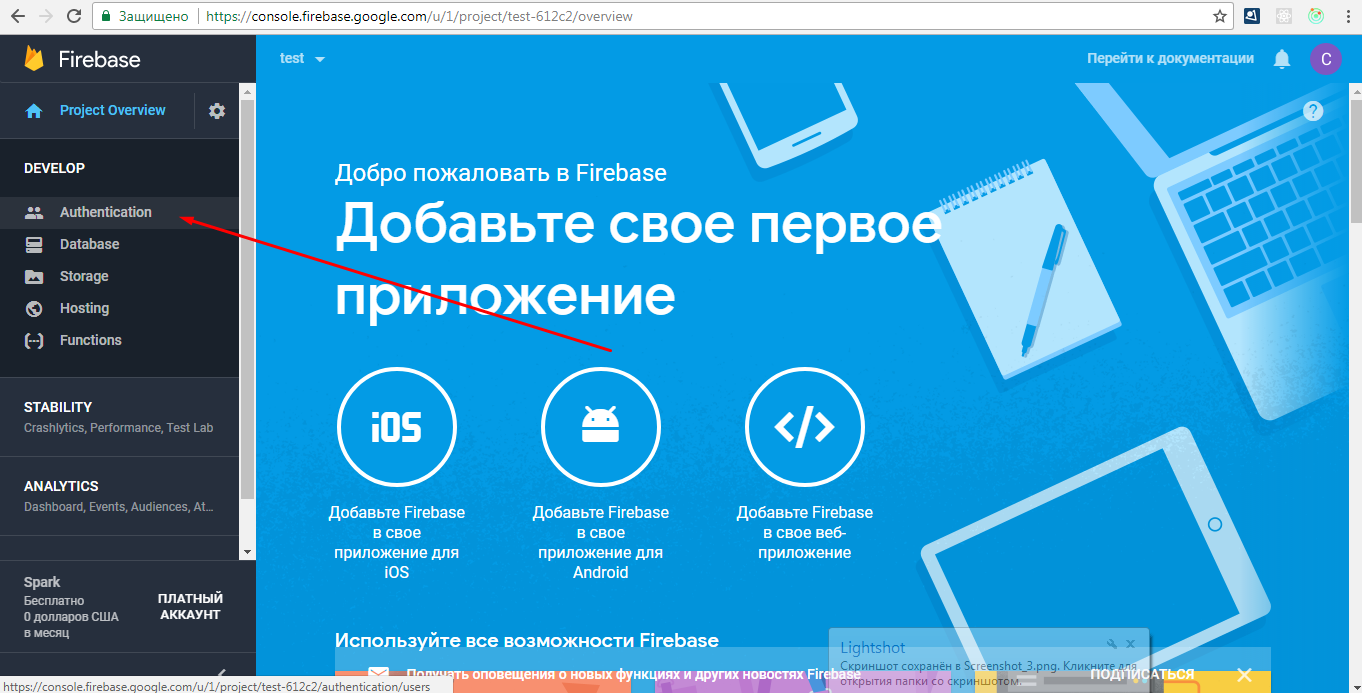 Защищено
https://console.firebase.google.com/u/1/project/test-612c2/overview
Firebase
test
Перейти к документации
C
Project Overview
?
DEVELOP
Authentication
Database
Storage
Hosting
Functions
STABILITY
Crashlytics, Performance, Test Lab
ANALYTICS
Dashboard, Events, Audiences, At...
Spark
Бесплатно
0 долларов США
в месяц
ПЛАТНЫЙ
АККАУНТ
Добро пожаловать в Firebase
Добавьте свое первое
приложение
iOS
Добавьте Firebase
в свое
приложение для
iOS
Добавьте Firebase
в свое
приложение для
Android
</>
Добавьте Firebase
в свое веб-
приложение
Используйте все возможности Firebase
Получать оповещения о новых функциях и других новостях Firebase
ПОДПИСАТЬСЯ
Lightshot
Скриншот сохранён в Screenshot_3.png. Кликните для
открытия папки со скриншотом.
https://console.firebase.google.com/u/1/project/test-612c2/authentication/users